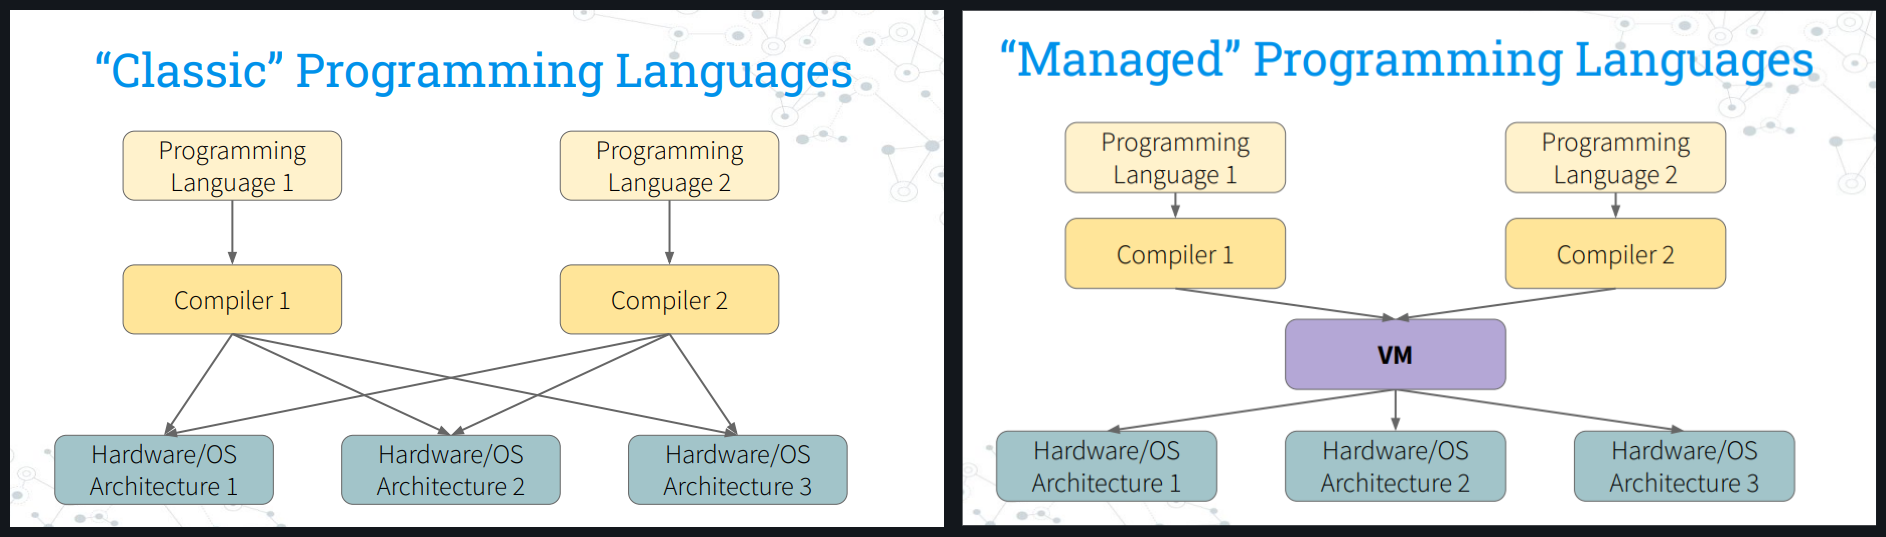 “Classic” Programming Languages
Programming
Language 1
Programming
Language 2
Compiler 1
Compiler 2
Hardware/OS
Architecture 1
Hardware/OS
Architecture 2
Hardware/OS
Architecture 3
“Managed” Programming Languages
Programming
Language 1
Programming
Language 2
Compiler 1
Compiler 2
VM
Hardware/OS
Architecture 1
Hardware/OS
Architecture 2
Hardware/OS
Architecture 3